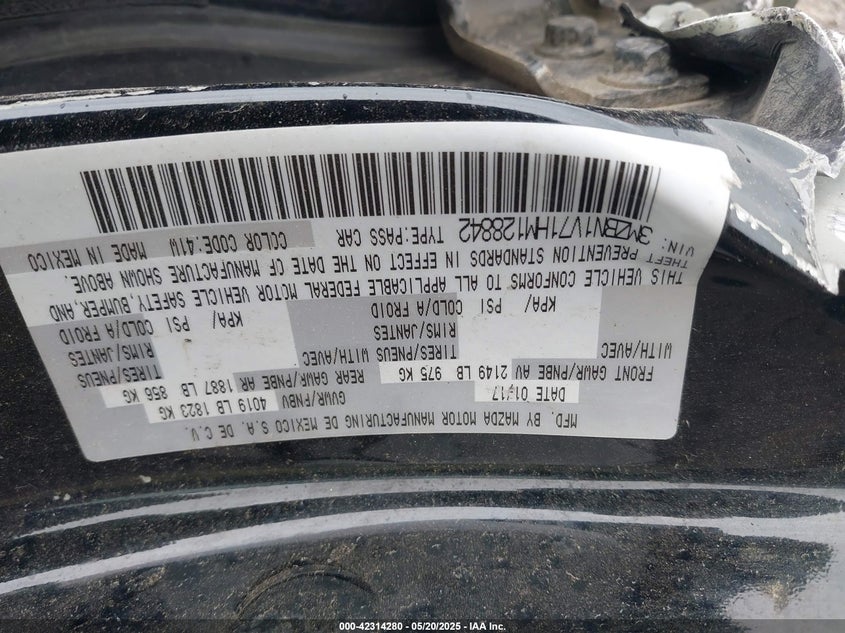 MFD. BY MAZDA MOTOR MANUFACTURING DE MEXICO S.A. DE C.V.
DATE 01/17 GVWR/PNBV 4019 LB 1823 KG
FRONT GAWR/PNBE AV 2149 LB 975 KG REAR GAWR/PNBE RR 1887 LB 856 KG
WITH/AVEC TIRES/PNEUS WITH/AVEC TIRES/PNEUS
RIMS/JANTES RIMS/JANTES
KPA/ PSI COLD/A FROID KPA/ PSI COLD/A FROID
THIS VEHICLE CONFORMS TO ALL APPLICABLE FEDERAL MOTOR VEHICLE SAFETY, BUMPER, AND
THEFT PREVENTION STANDARDS IN EFFECT ON THE DATE OF MANUFACTURE SHOWN ABOVE.
VIN: 3MZBN1V71HM128842 TYPE:PASS CAR COLOR CODE:41W MADE IN MEXICO
000-42314280 - 05/20/2025 - IAA Inc.